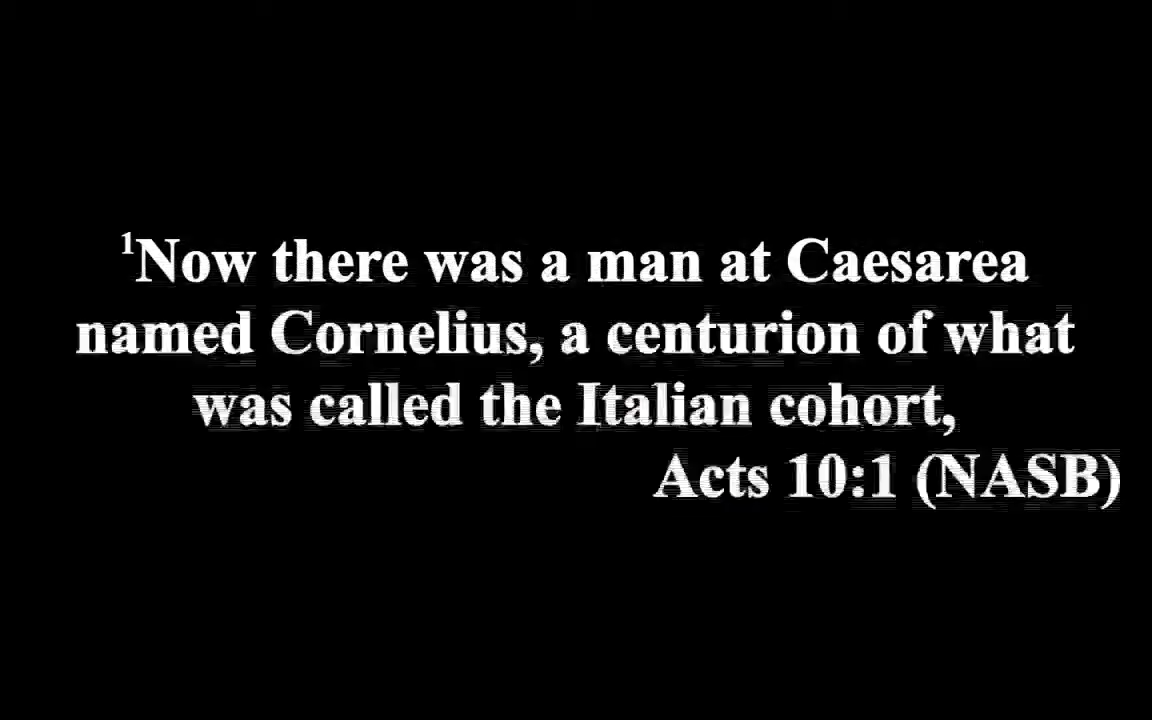 ¹Now there was a man at Caesarea
named Cornelius, a centurion of what
was called the Italian cohort,
Acts 10:1 (NASB)